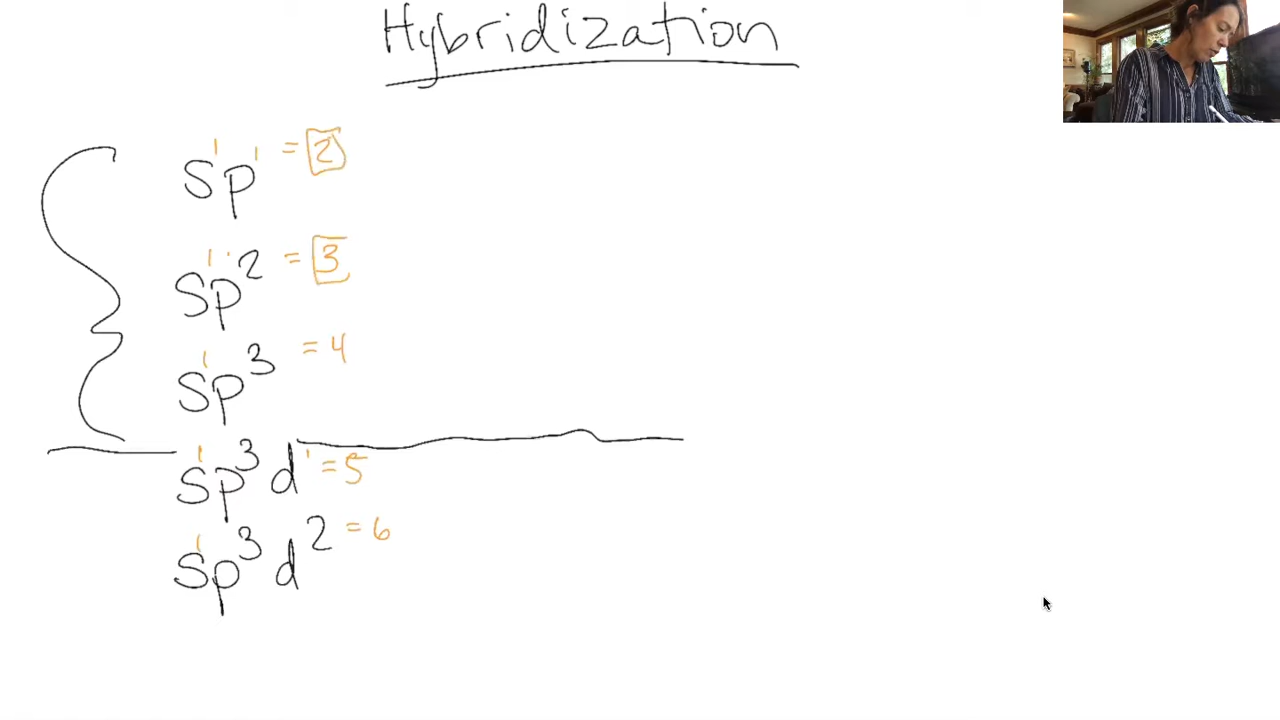 Hybridization
s¹p¹ = 2
s¹p² = 3
s¹p³ = 4
s¹p³d¹ = 5
s¹p³d² = 6